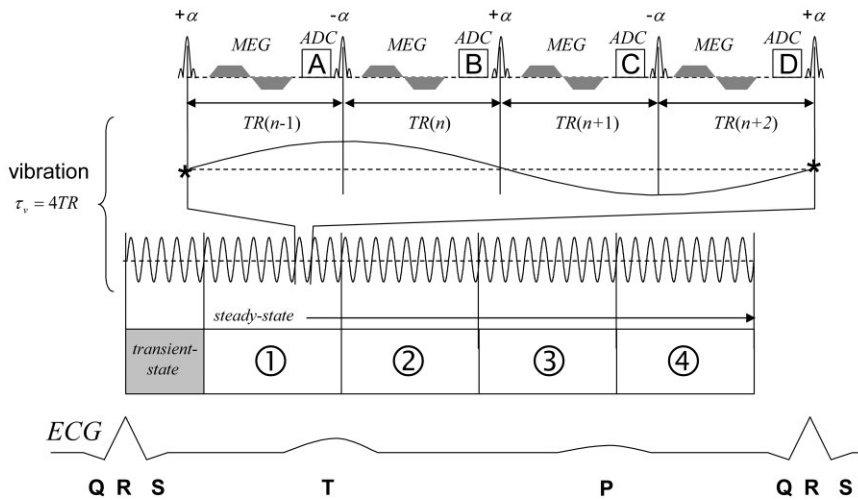 +α -α +α -α +α
MEG ADC MEG ADC MEG ADC MEG ADC
A B C D
TR(n-1) TR(n) TR(n+1) TR(n+2)
* *
vibration
τᵥ = 4TR
steady-state
transient-
state
① ② ③ ④
ECG
Q R S T P Q R S